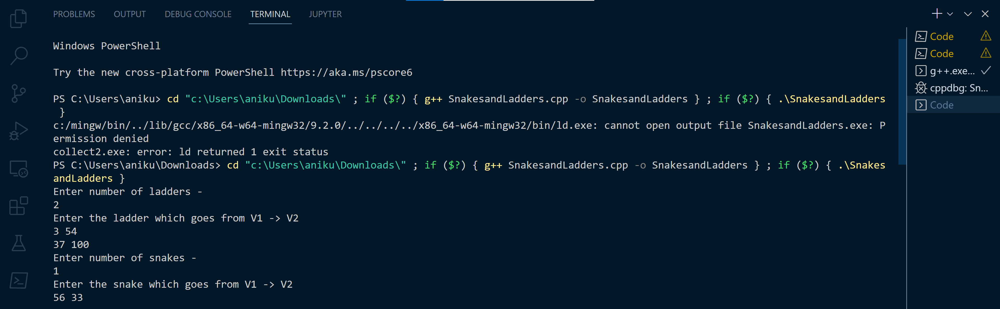 PROBLEMS OUTPUT DEBUG CONSOLE TERMINAL JUPYTER
Windows PowerShell
Try the new cross-platform PowerShell https://aka.ms/pscore6
PS C:\Users\aniku> cd "c:\Users\aniku\Downloads\" ; if ($?) { g++ SnakesandLadders.cpp -o SnakesandLadders } ; if ($?) { .\SnakesandLadders
}
c:/mingw/bin/../lib/gcc/x86_64-w64-mingw32/9.2.0/../../../../x86_64-w64-mingw32/bin/ld.exe: cannot open output file SnakesandLadders.exe: P
ermission denied
collect2.exe: error: ld returned 1 exit status
PS C:\Users\aniku\Downloads> cd "c:\Users\aniku\Downloads\" ; if ($?) { g++ SnakesandLadders.cpp -o SnakesandLadders } ; if ($?) { .\Snakes
andLadders }
Enter number of ladders -
2
Enter the ladder which goes from V1 -> V2
3 54
37 100
Enter number of snakes -
1
Enter the snake which goes from V1 -> V2
56 33
Code
Code
g++.exe...
cppdbg: Sn...
Code